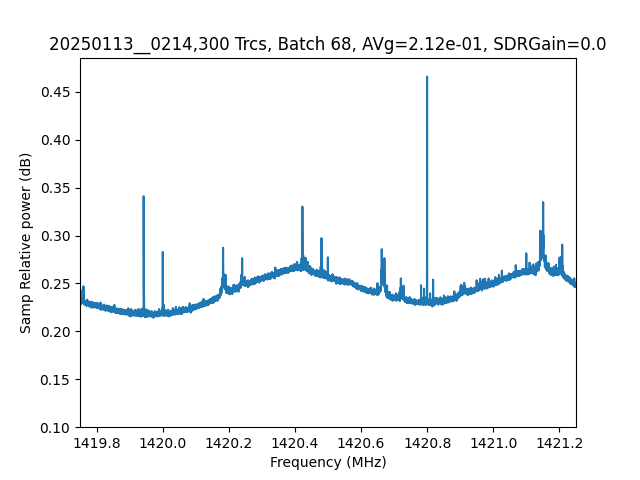 20250113__0214,300 Trcs, Batch 68, AVg=2.12e-01, SDRGain=0.0
Samp Relative power (dB)
0.45
0.40
0.35
0.30
0.25
0.20
0.15
0.10
1419.8 1420.0 1420.2 1420.4 1420.6 1420.8 1421.0 1421.2
Frequency (MHz)